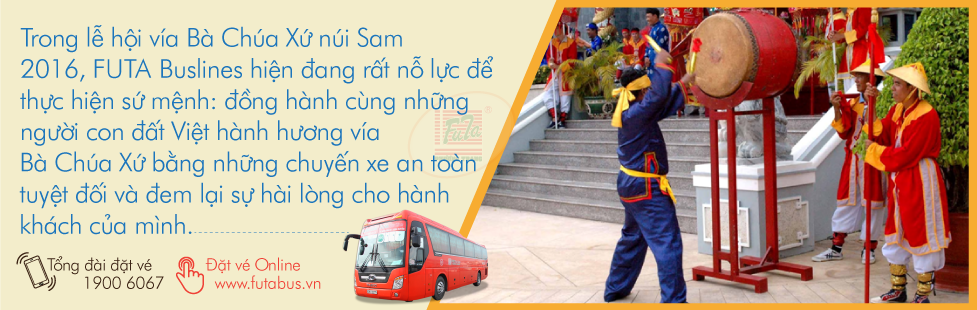 Trong lễ hội vía Bà Chúa Xứ núi Sam
2016, FUTA Buslines hiện đang rất nỗ lực để
thực hiện sứ mệnh: đồng hành cùng những
người con đất Việt hành hương vía
Bà Chúa Xứ bằng những chuyến xe an toàn
tuyệt đối và đem lại sự hài lòng cho hành
khách của mình.
FuTa
Tổng đài đặt vé
1900 6067
Đặt vé Online
www.futabus.vn